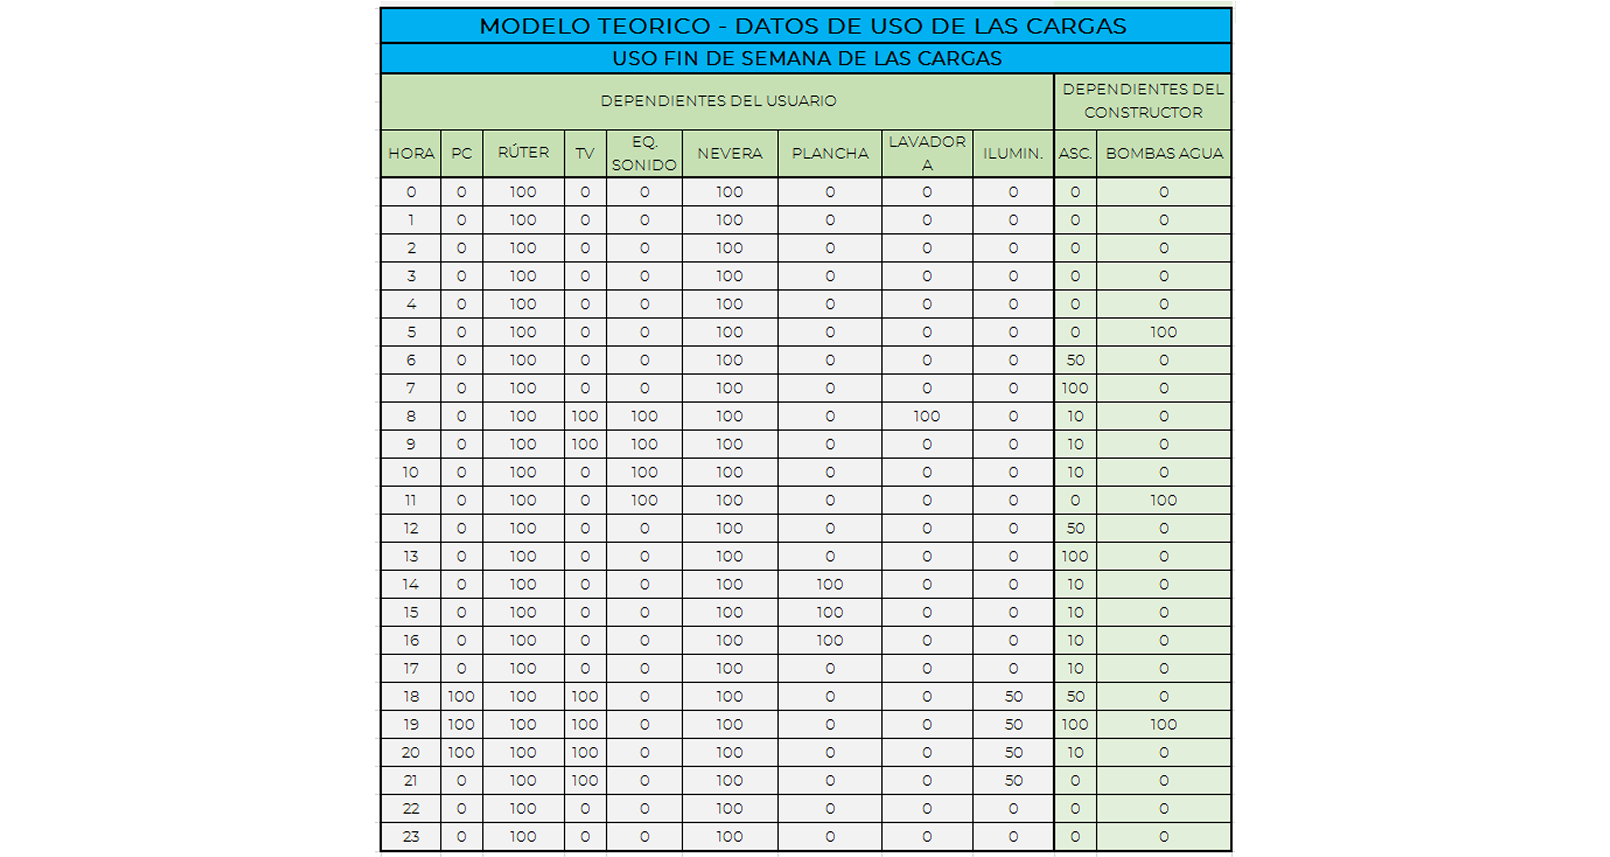 MODELO TEORICO - DATOS DE USO DE LAS CARGAS
USO FIN DE SEMANA DE LAS CARGAS
DEPENDIENTES DEL USUARIO
DEPENDIENTES DEL
CONSTRUCTOR
HORA PC RÚTER TV EQ. SONIDO NEVERA PLANCHA LAVADOR A ILUMIN. ASC. BOMBAS AGUA
0 0 100 0 0 100 0 0 0 0 0
1 0 100 0 0 100 0 0 0 0 0
2 0 100 0 0 100 0 0 0 0 0
3 0 100 0 0 100 0 0 0 0 0
4 0 100 0 0 100 0 0 0 0 0
5 0 100 0 0 100 0 0 0 0 100
6 0 100 0 0 100 0 0 0 50 0
7 0 100 0 0 100 0 0 0 100 0
8 0 100 100 100 100 0 100 0 10 0
9 0 100 100 100 100 0 0 0 10 0
10 0 100 0 100 100 0 0 0 10 0
11 0 100 0 100 100 0 0 0 0 100
12 0 100 0 0 100 0 0 0 50 0
13 0 100 0 0 100 0 0 0 100 0
14 0 100 0 0 100 100 0 0 10 0
15 0 100 0 0 100 100 0 0 10 0
16 0 100 0 0 100 100 0 0 10 0
17 0 100 0 0 100 0 0 0 10 0
18 100 100 100 0 100 0 0 50 50 0
19 100 100 100 0 100 0 0 50 100 100
20 100 100 100 0 100 0 0 50 10 0
21 0 100 100 0 100 0 0 50 0 0
22 0 100 0 0 100 0 0 0 0 0
23 0 100 0 0 100 0 0 0 0 0